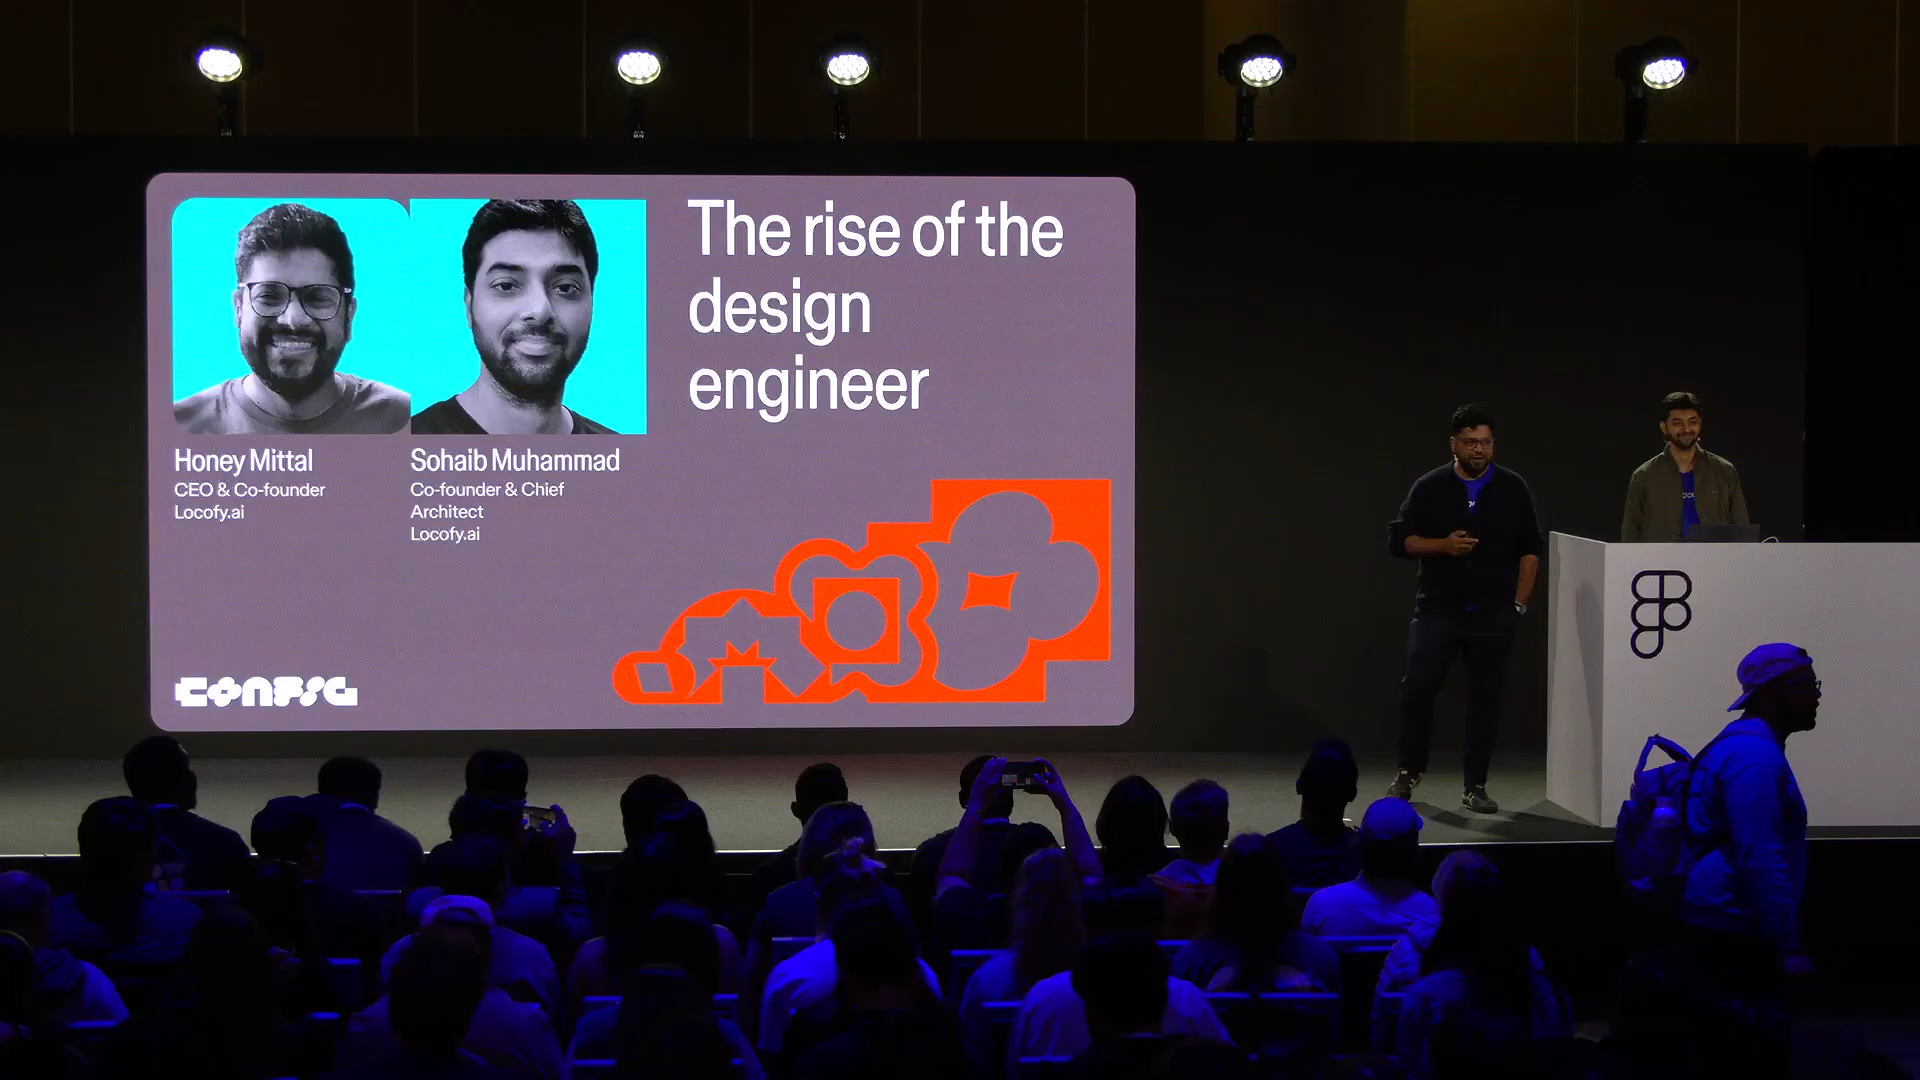 The rise of the
design
engineer
Honey Mittal
CEO & Co-founder
Locofy.ai
Sohaib Muhammad
Co-founder & Chief
Architect
Locofy.ai
CONFIG